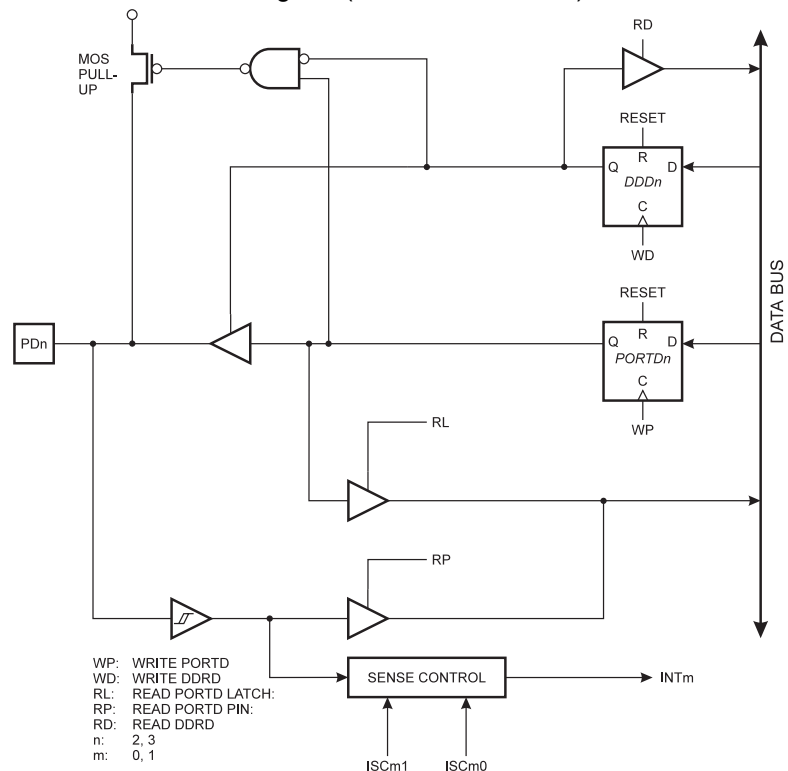 RD
MOS
PULL-
UP
RESET
R
Q
DDDn
D
C
WD
RESET
R
Q
PORTDn
D
C
WP
DATA BUS
PDn
RL
RP
WP: WRITE PORTD
WD: WRITE DDRD
RL: READ PORTD LATCH:
RP: READ PORTD PIN:
RD: READ DDRD
n: 2, 3
m: 0, 1
SENSE CONTROL
INTm
ISCm1
ISCm0